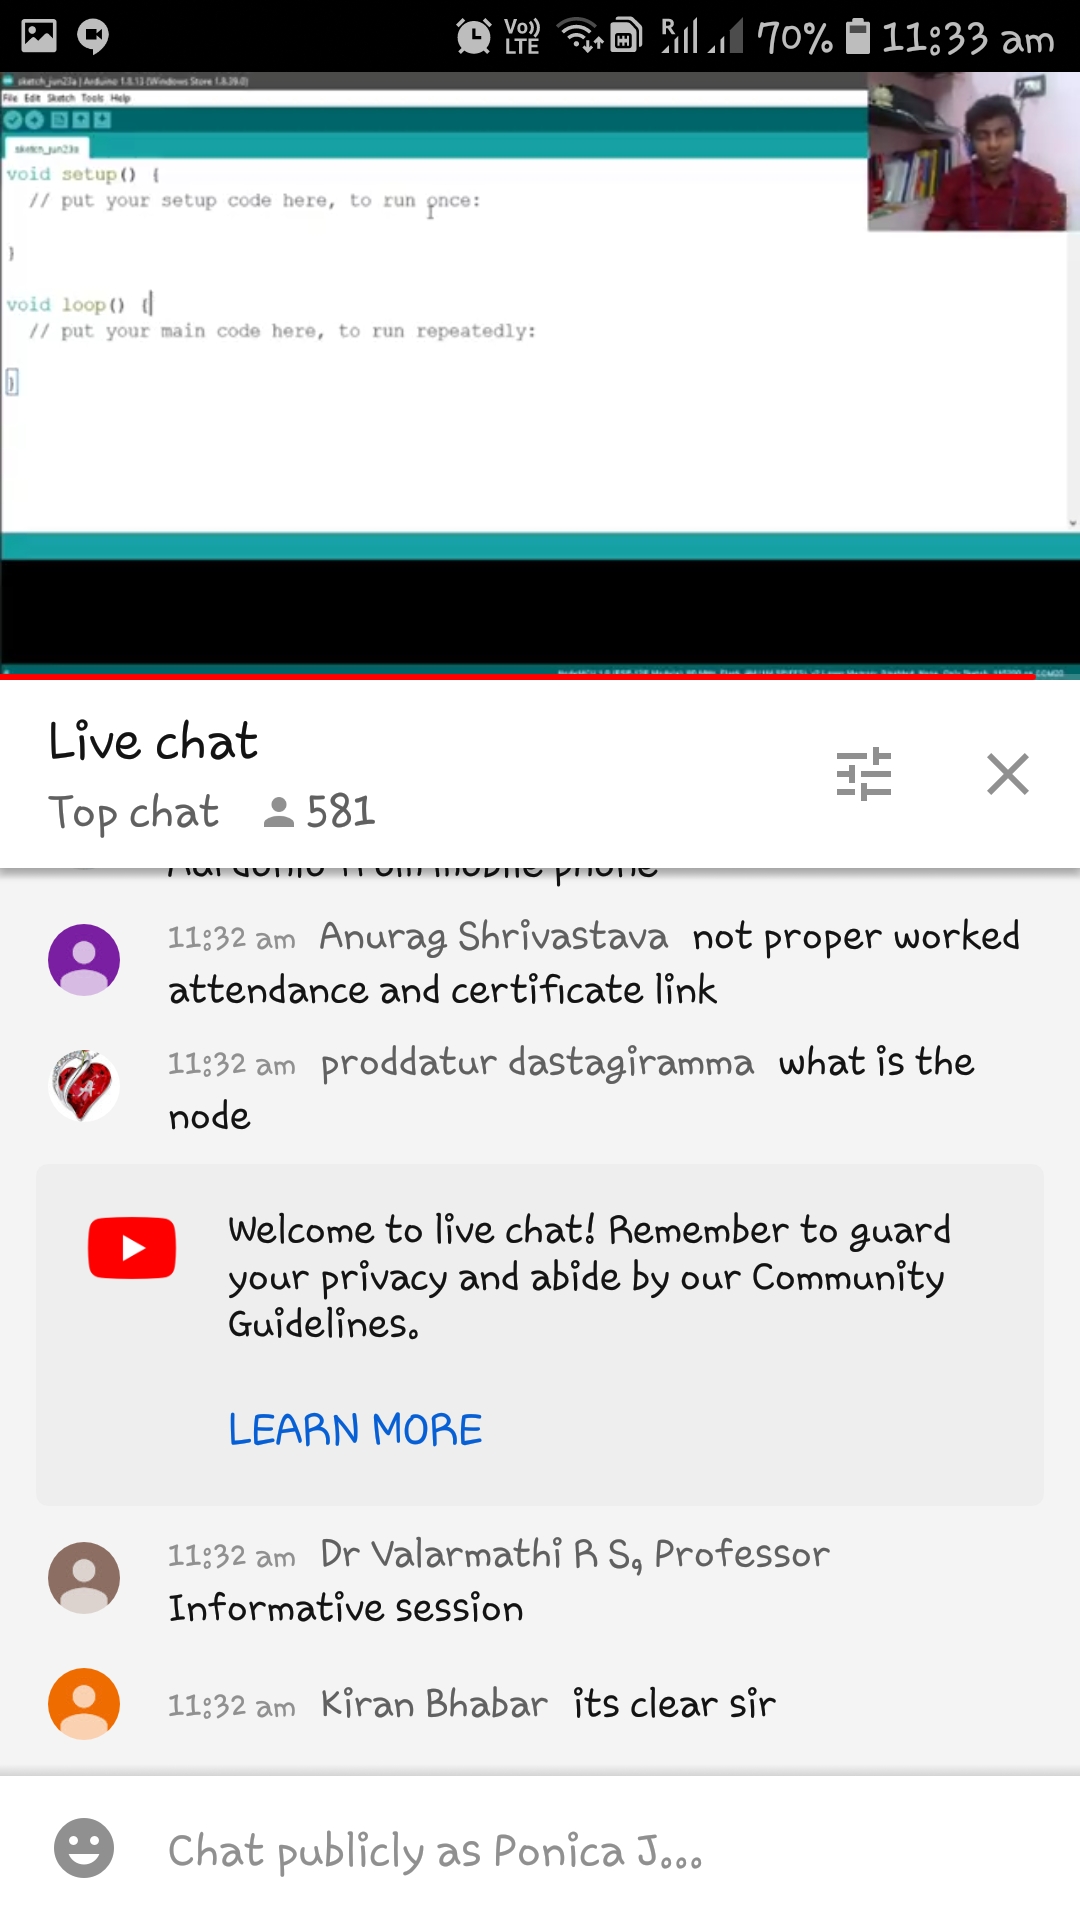 Vo)) LTE R 70% 11:33 am
sketch_jun23a | Arduino 1.8.13 (Windows Store 1.8.39.0)
File Edit Sketch Tools Help
sketch_jun23a
void setup() {
// put your setup code here, to run once:
}
void loop() {
// put your main code here, to run repeatedly:
}
Live chat
Top chat 581
from mobile phone
11:32 am Anurag Shrivastava not proper worked
attendance and certificate link
11:32 am proddatur dastagiramma what is the
node
Welcome to live chat! Remember to guard
your privacy and abide by our Community
Guidelines.
LEARN MORE
11:32 am Dr Valarmathi R S, Professor
Informative session
11:32 am Kiran Bhabar its clear sir
Chat publicly as Ponica J...